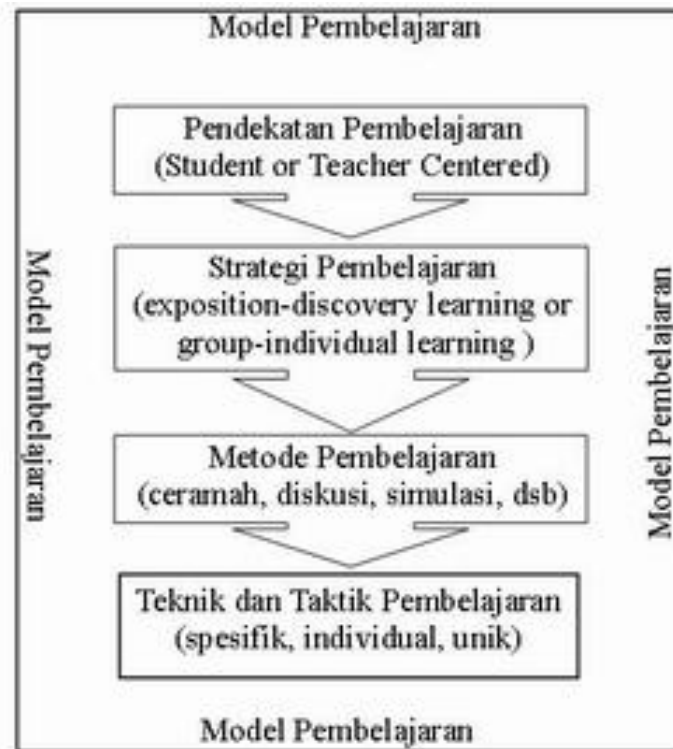 Model Pembelajaran
Pendekatan Pembelajaran
(Student or Teacher Centered)
Strategi Pembelajaran
(exposition-discovery learning or
group-individual learning )
Metode Pembelajaran
(ceramah, diskusi, simulasi, dsb)
Teknik dan Taktik Pembelajaran
(spesifik, individual, unik)
Model Pembelajaran
Model Pembelajaran
Model Pembelajaran